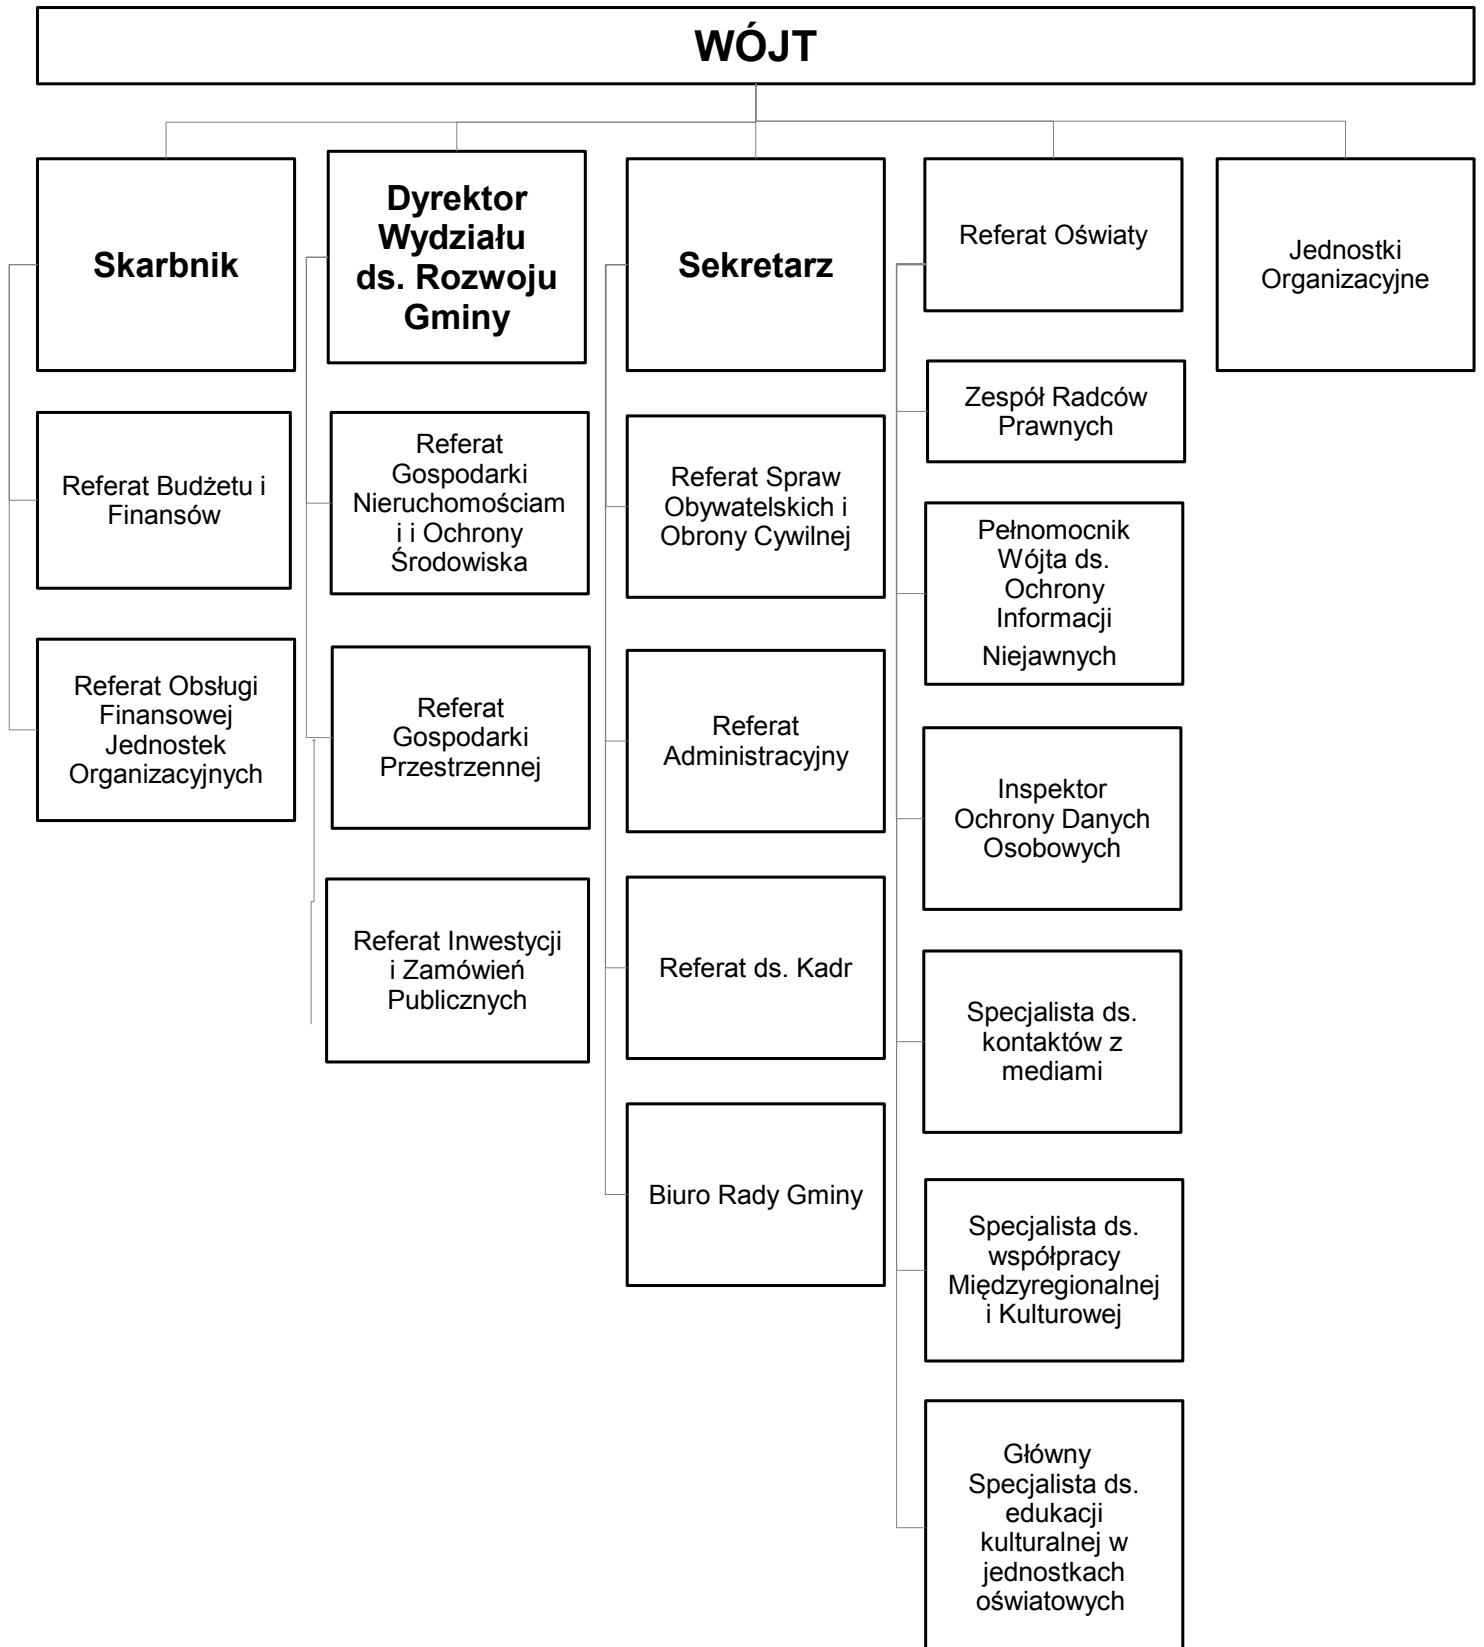 WÓJT
Skarbnik
Dyrektor
Wydziału
ds. Rozwoju
Gminy
Sekretarz
Referat Oświaty
Jednostki
Organizacyjne
Referat Budżetu i
Finansów
Referat Obsługi
Finansowej
Jednostek
Organizacyjnych
Referat
Gospodarki
Nieruchomościam
i i Ochrony
Środowiska
Referat
Gospodarki
Przestrzennej
Referat Inwestycji
i Zamówień
Publicznych
Referat Spraw
Obywatelskich i
Obrony Cywilnej
Referat
Administracyjny
Referat ds. Kadr
Biuro Rady Gminy
Zespół Radców
Prawnych
Pełnomocnik
Wójta ds.
Ochrony
Informacji
Niejawnych
Inspektor
Ochrony Danych
Osobowych
Specjalista ds.
kontaktów z
mediami
Specjalista ds.
współpracy
Międzyregionalnej
i Kulturowej
Główny
Specjalista ds.
edukacji
kulturalnej w
jednostkach
oświatowych